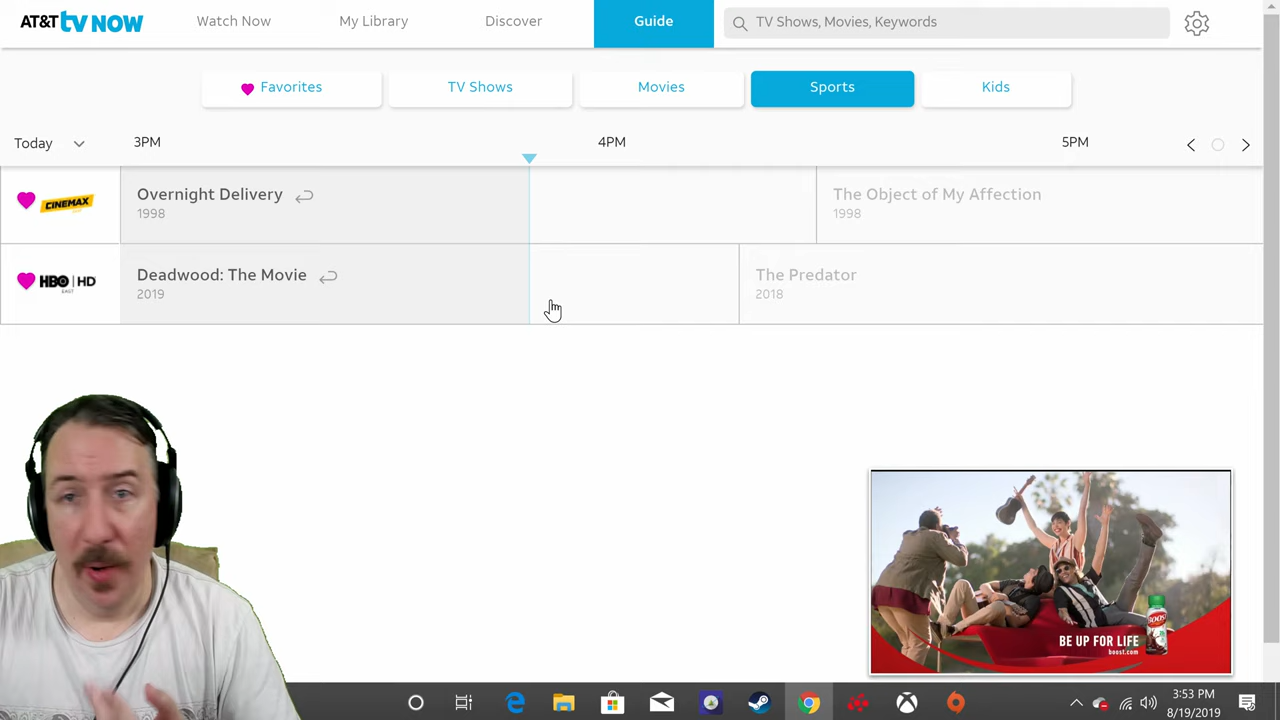 AT&T tv NOW
Watch Now
My Library
Discover
Guide
TV Shows, Movies, Keywords
Favorites
TV Shows
Movies
Sports
Kids
Today
3PM
4PM
5PM
CINEMAX
Overnight Delivery
1998
The Object of My Affection
1998
HBO HD
EAST
Deadwood: The Movie
2019
The Predator
2018
BOOST
BE UP FOR LIFE
boost.com
3:53 PM
8/19/2019